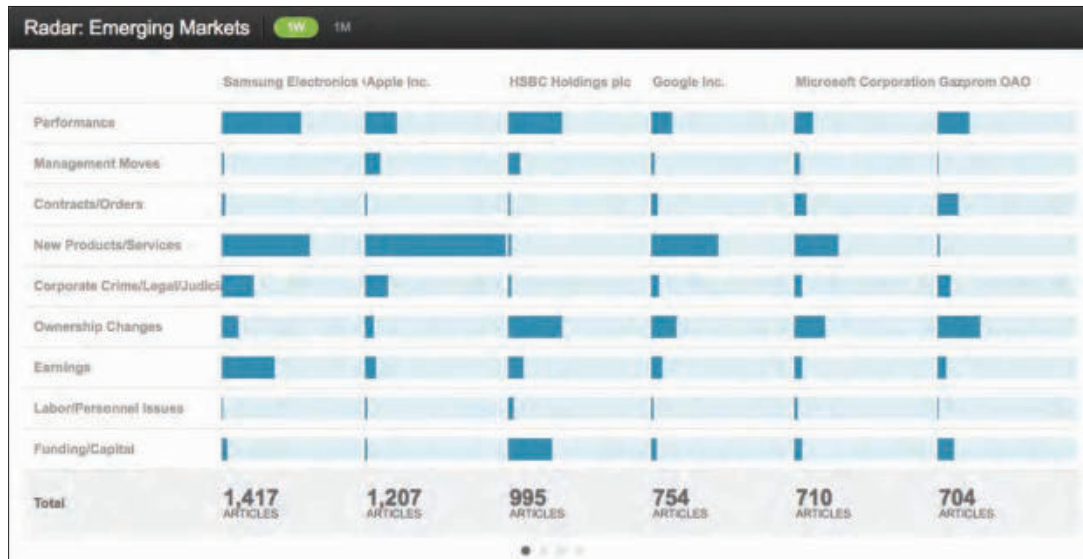 Radar: Emerging Markets 1W 1M
Samsung Electronics Apple Inc. HSBC Holdings plc Google Inc. Microsoft Corporation Gazprom OAO
Performance
Management Moves
Contracts/Orders
New Products/Services
Corporate Crime/Legal/Judici
Ownership Changes
Earnings
Labor/Personnel Issues
Funding/Capital
Total 1,417 1,207 995 754 710 704
ARTICLES ARTICLES ARTICLES ARTICLES ARTICLES ARTICLES